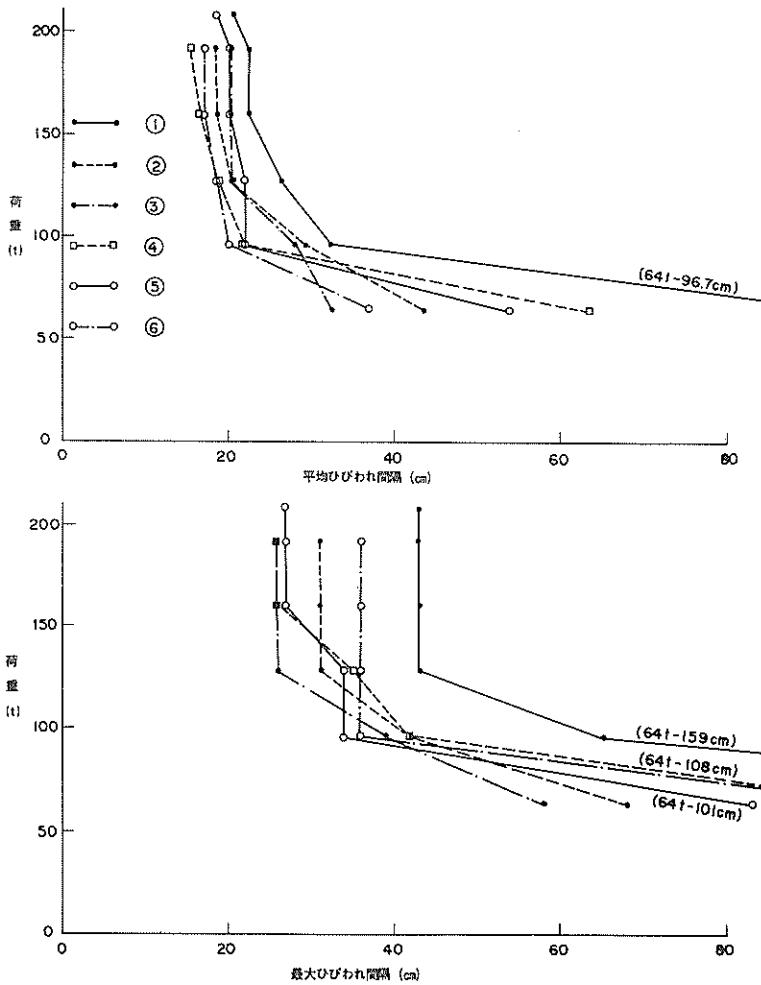 200
150
100
50
0
荷
重
(t)
①
②
③
④
⑤
⑥
(64t-96.7cm)
0 20 40 60 80
平均ひびわれ間隔 (cm)
200
150
100
50
0
荷
重
(t)
(64t-159cm)
(64t-108cm)
(64t-101cm)
0 20 40 60 80
最大ひびわれ間隔 (cm)